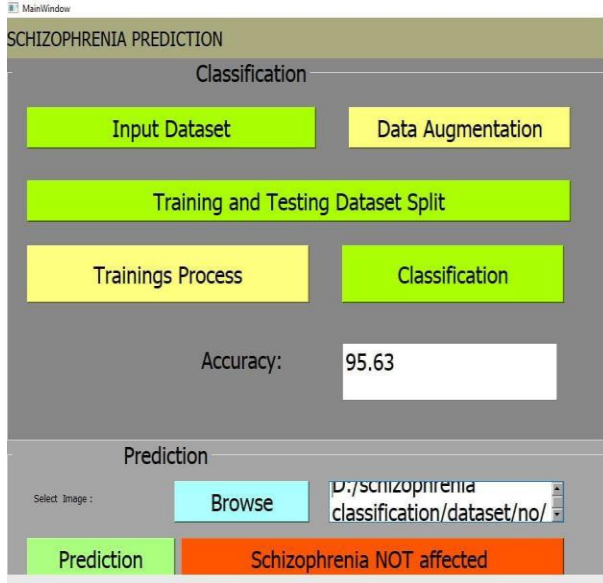 MainWindow
SCHIZOPHRENIA PREDICTION
Classification
Input Dataset
Data Augmentation
Training and Testing Dataset Split
Trainings Process
Classification
Accuracy:
95.63
Prediction
Select Image :
Browse
D:/schizophrenia
classification/dataset/no/
Prediction
Schizophrenia NOT affected